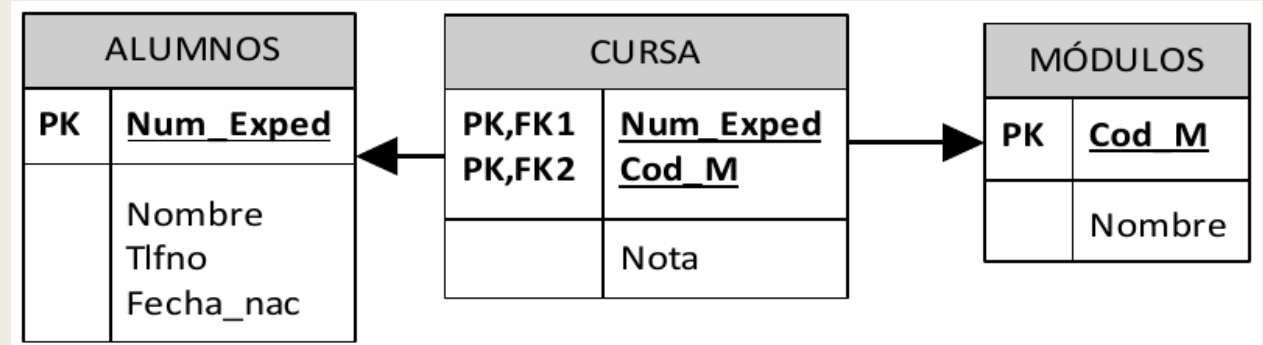 ALUMNOS
PK Num_Exped
Nombre
Tlfno
Fecha_nac
CURSA
PK,FK1 Num_Exped
PK,FK2 Cod_M
Nota
MÓDULOS
PK Cod_M
Nombre